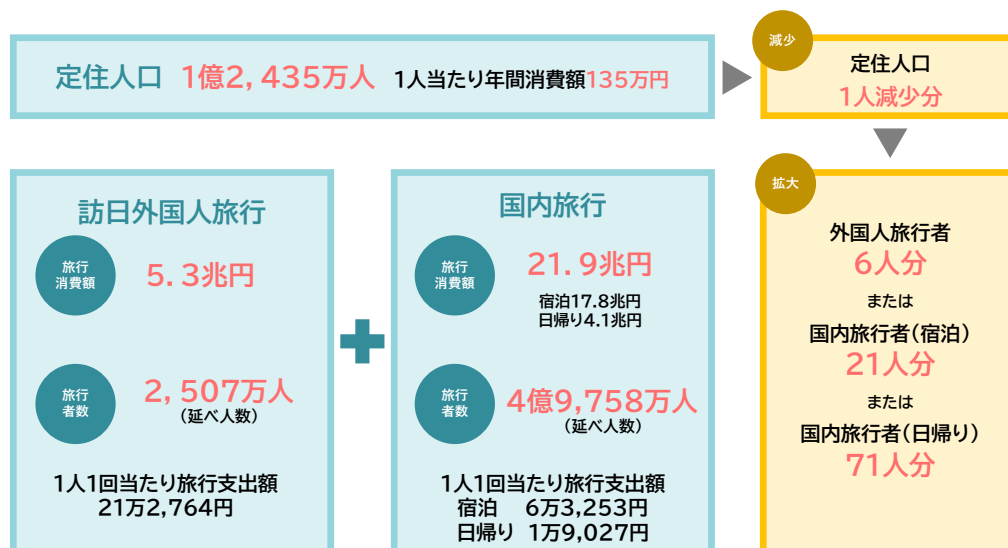 定住人口 1億2,435万人 1人当たり年間消費額135万円
減少
定住人口
1人減少分
訪日外国人旅行
旅行
消費額
5.3兆円
旅行
者数
2,507万人
(延べ人数)
1人1回当たり旅行支出額
21万2,764円
国内旅行
旅行
消費額
21.9兆円
宿泊17.8兆円
日帰り4.1兆円
旅行
者数
4億9,758万人
(延べ人数)
1人1回当たり旅行支出額
宿泊 6万3,253円
日帰り 1万9,027円
拡大
外国人旅行者
6人分
または
国内旅行者(宿泊)
21人分
または
国内旅行者(日帰り)
71人分